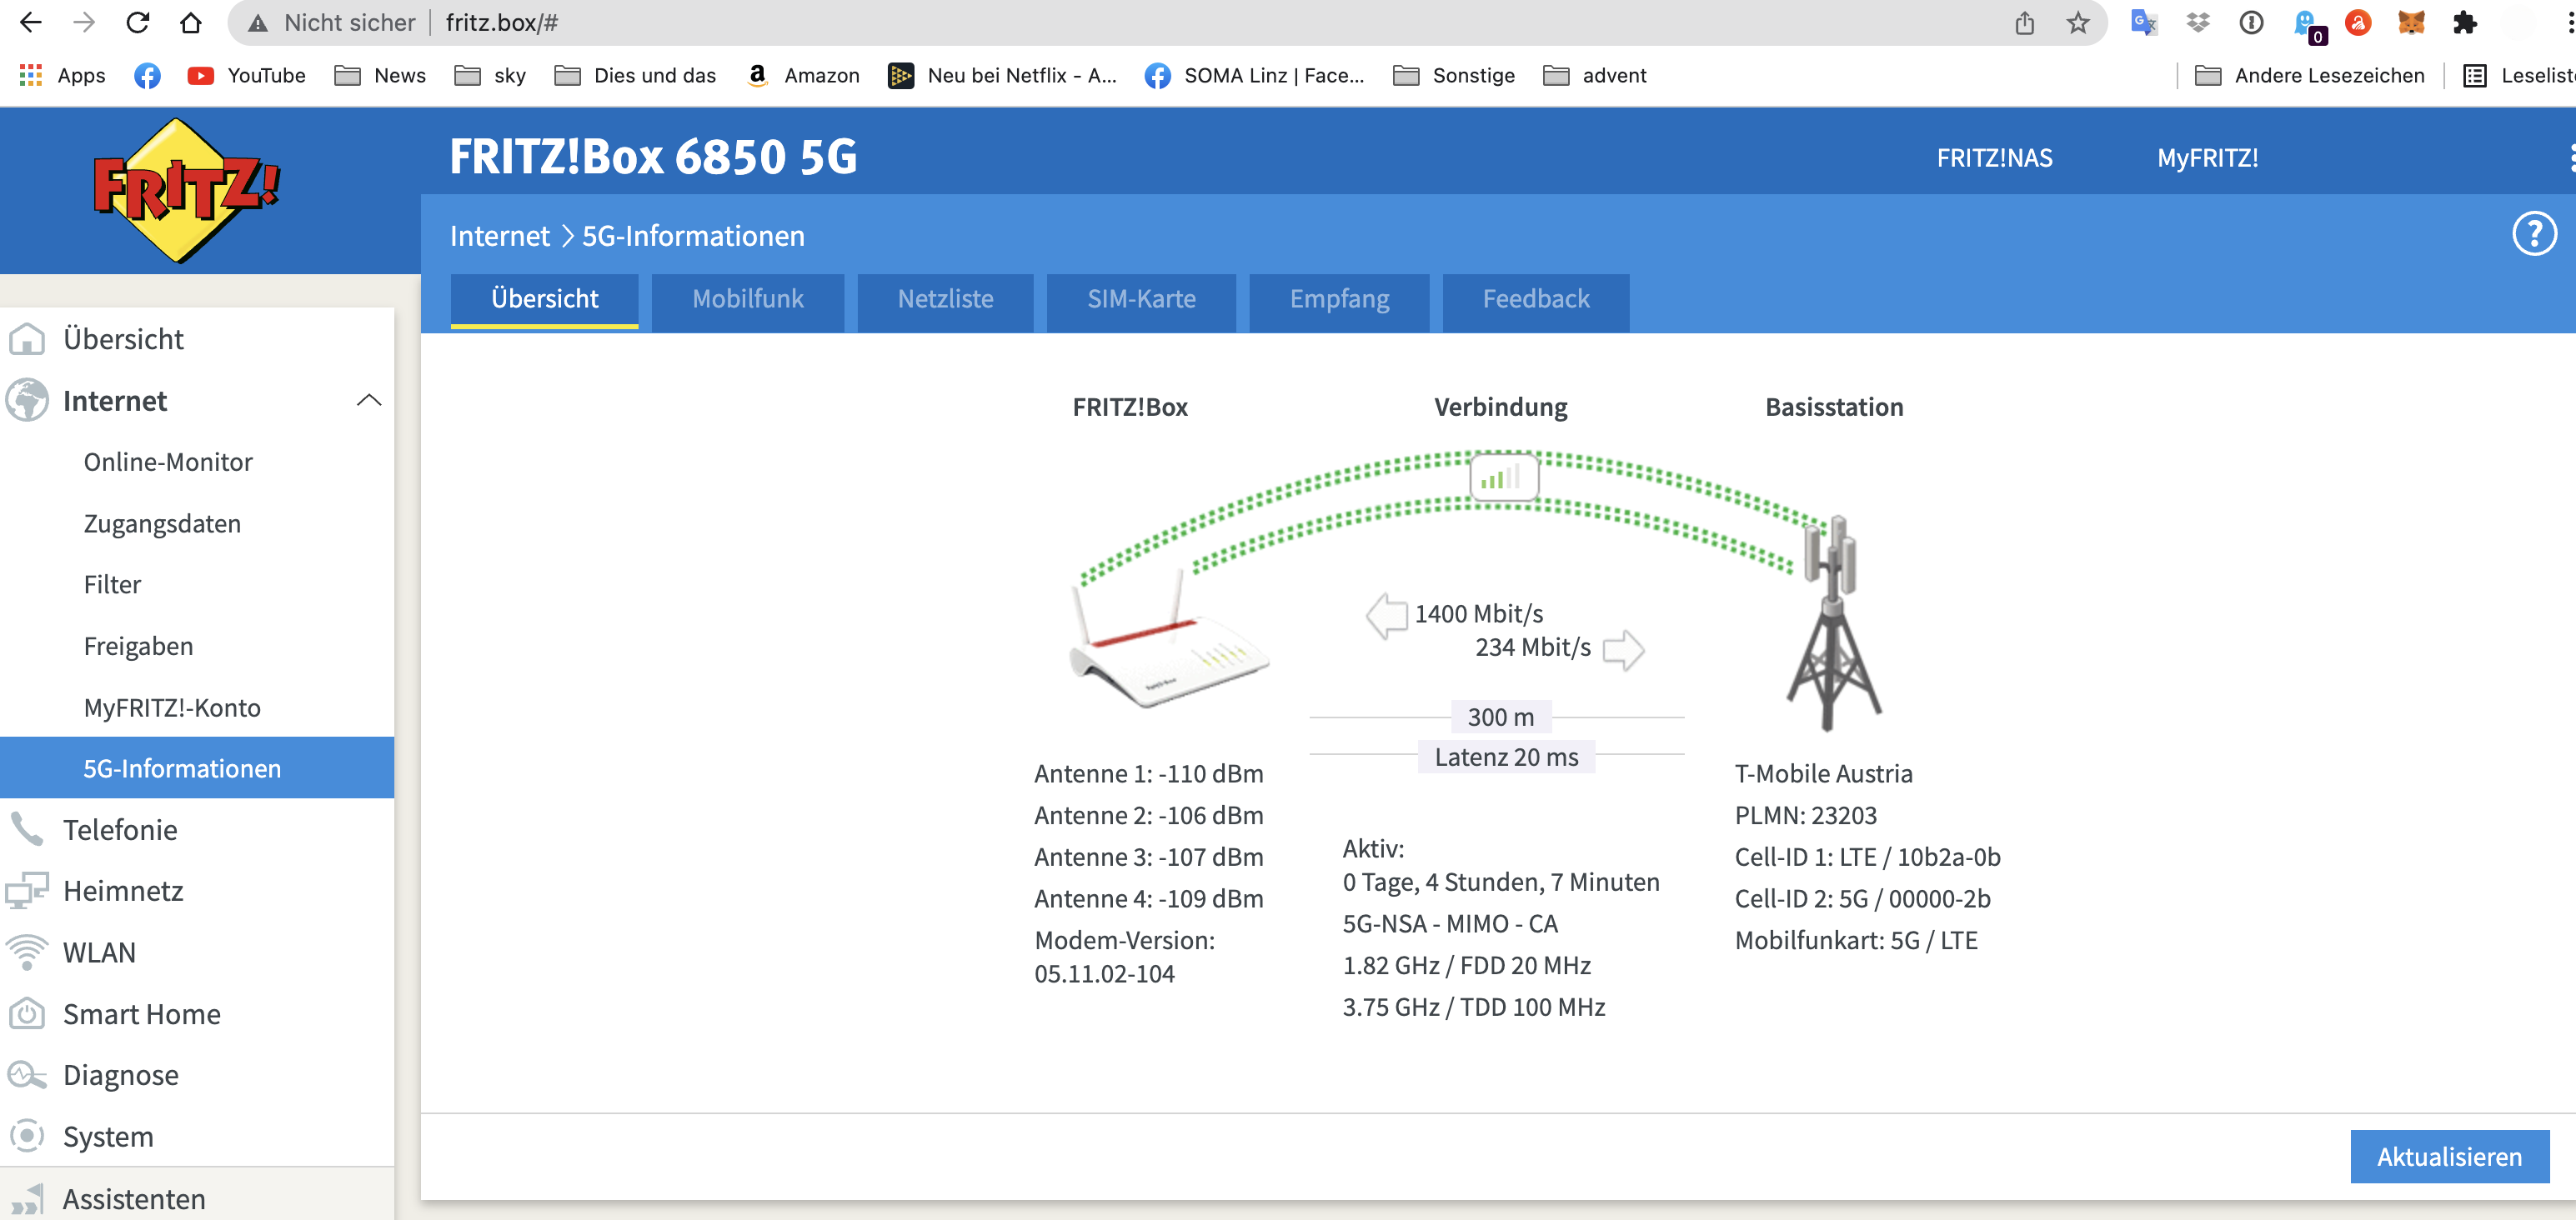 Nicht sicher fritz.box/#
0
Apps YouTube News sky Dies und das Amazon Neu bei Netflix - A... SOMA Linz | Face... Sonstige advent Andere Lesezeichen Leselist
FRITZ!
FRITZ!Box 6850 5G
FRITZ!NAS MyFRITZ!
Internet > 5G-Informationen
?
Übersicht Mobilfunk Netzliste SIM-Karte Empfang Feedback
Übersicht
Internet
Online-Monitor
Zugangsdaten
Filter
Freigaben
MyFRITZ!-Konto
5G-Informationen
Telefonie
Heimnetz
WLAN
Smart Home
Diagnose
System
Assistenten
FRITZ!Box Verbindung Basisstation
1400 Mbit/s
234 Mbit/s
300 m
Latenz 20 ms
Antenne 1: -110 dBm
Antenne 2: -106 dBm
Antenne 3: -107 dBm
Antenne 4: -109 dBm
Modem-Version:
05.11.02-104
Aktiv:
0 Tage, 4 Stunden, 7 Minuten
5G-NSA - MIMO - CA
1.82 GHz / FDD 20 MHz
3.75 GHz / TDD 100 MHz
T-Mobile Austria
PLMN: 23203
Cell-ID 1: LTE / 10b2a-0b
Cell-ID 2: 5G / 00000-2b
Mobilfunkart: 5G / LTE
Aktualisieren